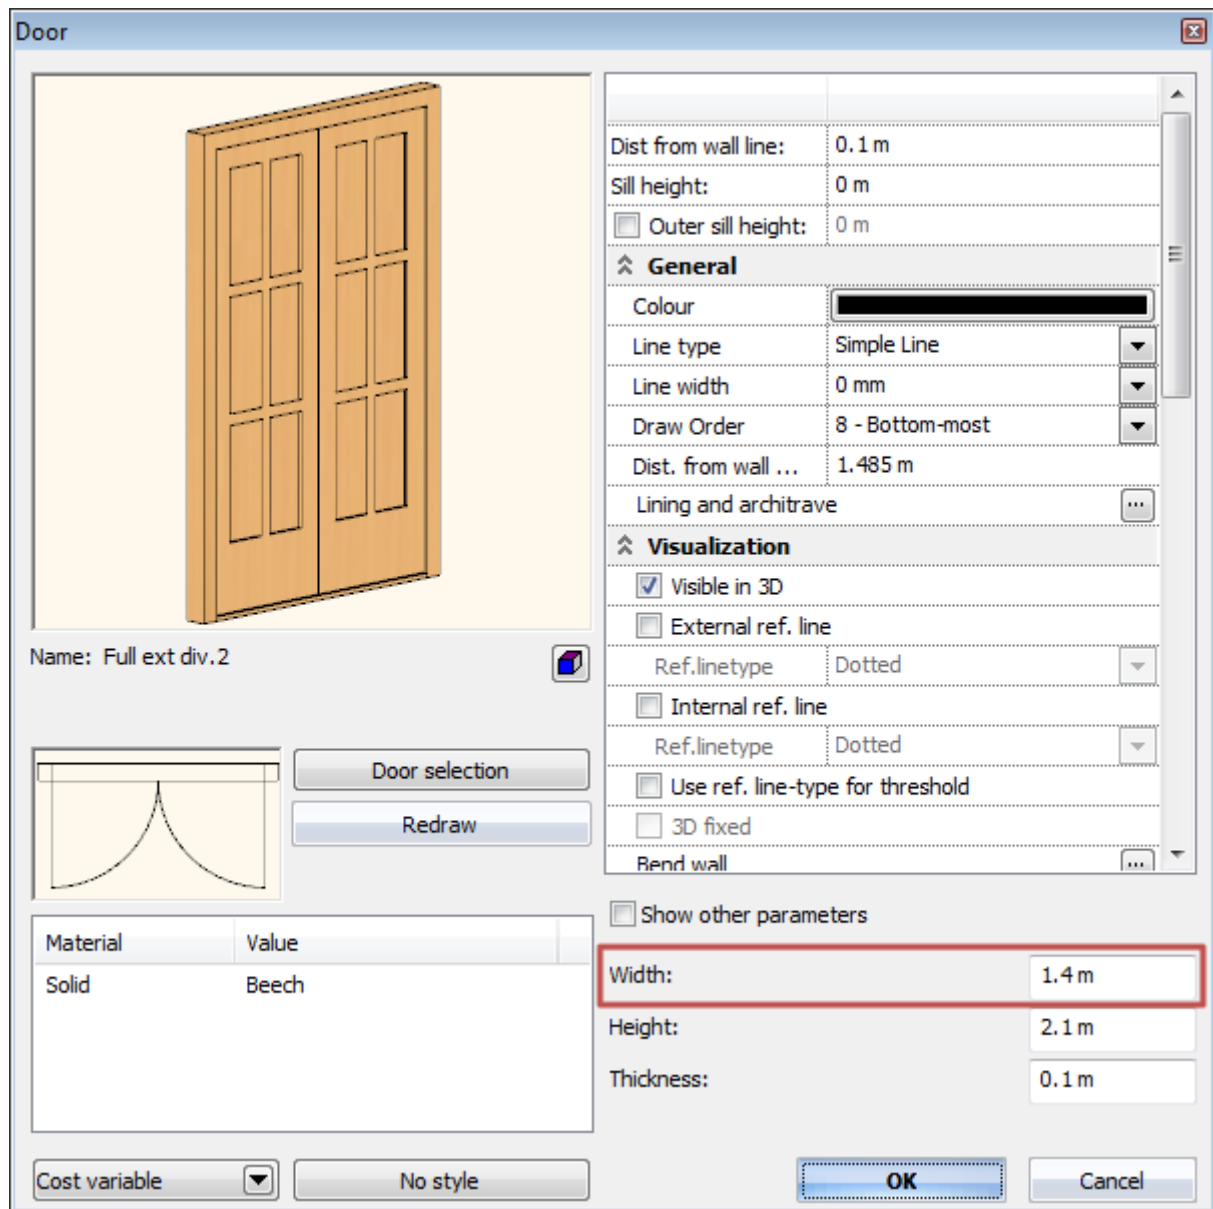 Door
Dist from wall line: 0.1 m
Sill height: 0 m
Outer sill height: 0 m
General
Colour
Line type Simple Line
Line width 0 mm
Draw Order 8 - Bottom-most
Dist. from wall ... 1.485 m
Lining and architrave ...
Visualization
Visible in 3D
External ref. line
Ref.linetype Dotted
Internal ref. line
Ref.linetype Dotted
Use ref. line-type for threshold
3D fixed
Bend wall ...
Name: Full ext div.2
Door selection
Redraw
Material Value
Solid Beech
Show other parameters
Width: 1.4 m
Height: 2.1 m
Thickness: 0.1 m
Cost variable
No style
OK
Cancel